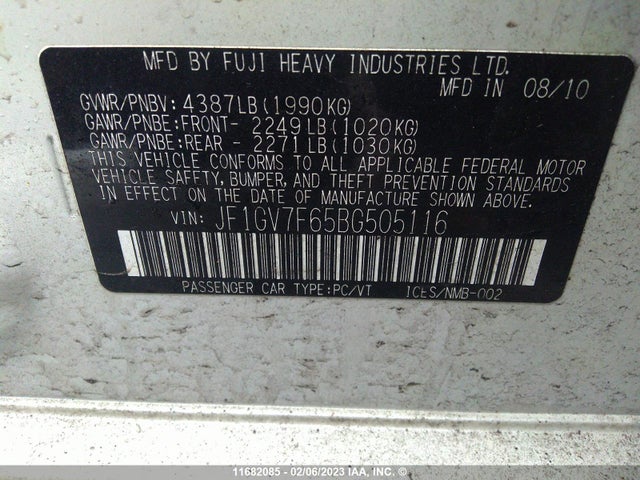 MFD BY FUJI HEAVY INDUSTRIES LTD.
MFD IN 08/10
GVWR/PNBV: 4387LB(1990KG)
GAWR/PNBE:FRONT- 2249LB(1020KG)
GAWR/PNBE:REAR - 2271LB(1030KG)
THIS VEHICLE CONFORMS TO ALL APPLICABLE FEDERAL MOTOR
VEHICLE SAFETY, BUMPER, AND THEFT PREVENTION STANDARDS
IN EFFECT ON THE DATE OF MANUFACTURE SHOWN ABOVE.
VIN: JF1GV7F65BG505116
PASSENGER CAR TYPE:PC/VT ICES/NMB-002
11682085 - 02/06/2023 IAA, Inc.